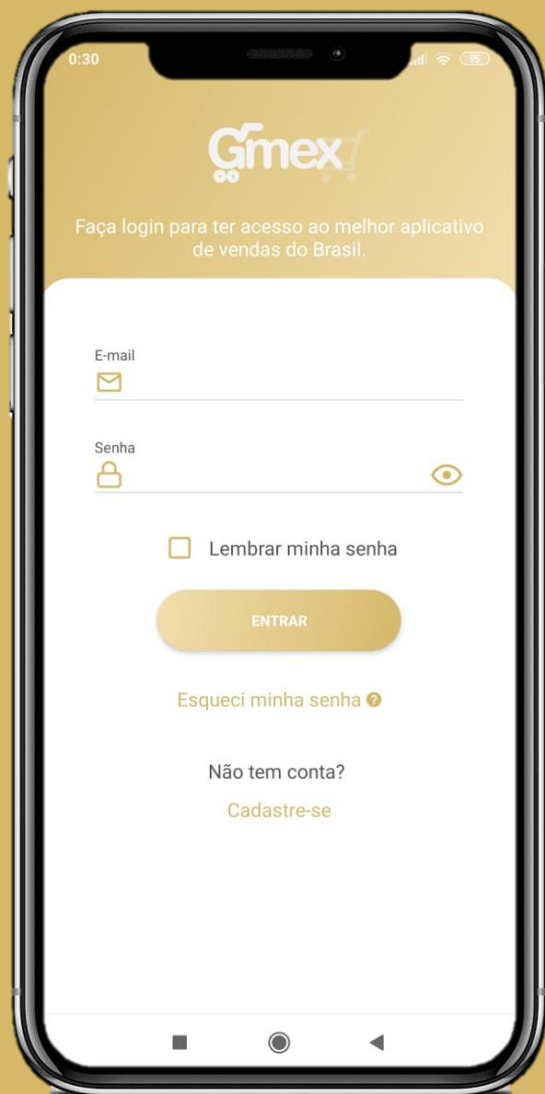 0:30
95
Gmex
Faça login para ter acesso ao melhor aplicativo
de vendas do Brasil.
E-mail
Senha
Lembrar minha senha
ENTRAR
Esqueci minha senha ?
Não tem conta?
Cadastre-se